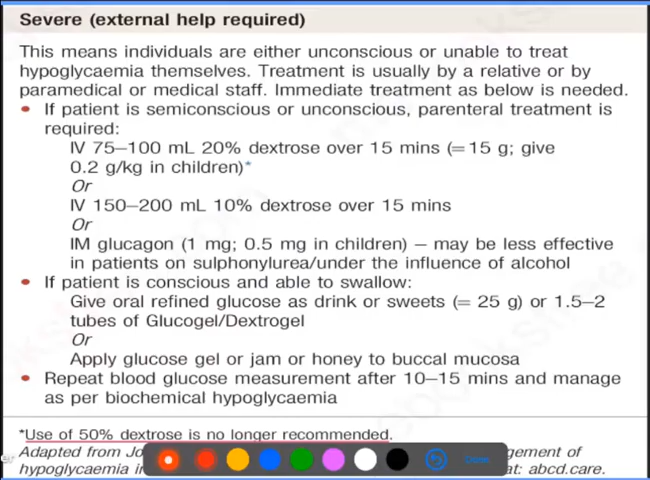 Severe (external help required)
This means individuals are either unconscious or unable to treat
hypoglycaemia themselves. Treatment is usually by a relative or by
paramedical or medical staff. Immediate treatment as below is needed.
• If patient is semiconscious or unconscious, parenteral treatment is
required:
IV 75–100 mL 20% dextrose over 15 mins (=15 g; give
0.2 g/kg in children)*
Or
IV 150–200 mL 10% dextrose over 15 mins
Or
IM glucagon (1 mg; 0.5 mg in children) – may be less effective
in patients on sulphonylurea/under the influence of alcohol
• If patient is conscious and able to swallow:
Give oral refined glucose as drink or sweets (= 25 g) or 1.5–2
tubes of Glucogel/Dextrogel
Or
Apply glucose gel or jam or honey to buccal mucosa
• Repeat blood glucose measurement after 10–15 mins and manage
as per biochemical hypoglycaemia
*Use of 50% dextrose is no longer recommended.
Adapted from gement of
hypoglycaemia in at: abcd.care.